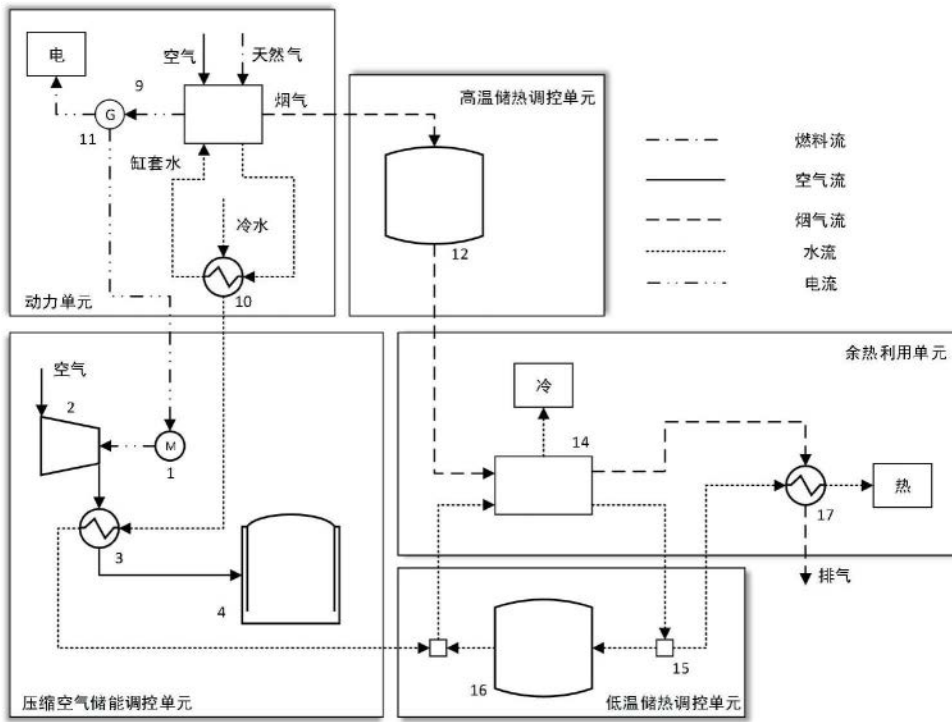 电
空气
天然气
9
烟气
G
11
缸套水
冷水
10
动力单元
高温储热调控单元
12
燃料流
空气流
烟气流
水流
电流
空气
2
M
1
3
4
压缩空气储能调控单元
余热利用单元
冷
14
热
17
排气
15
16
低温储热调控单元